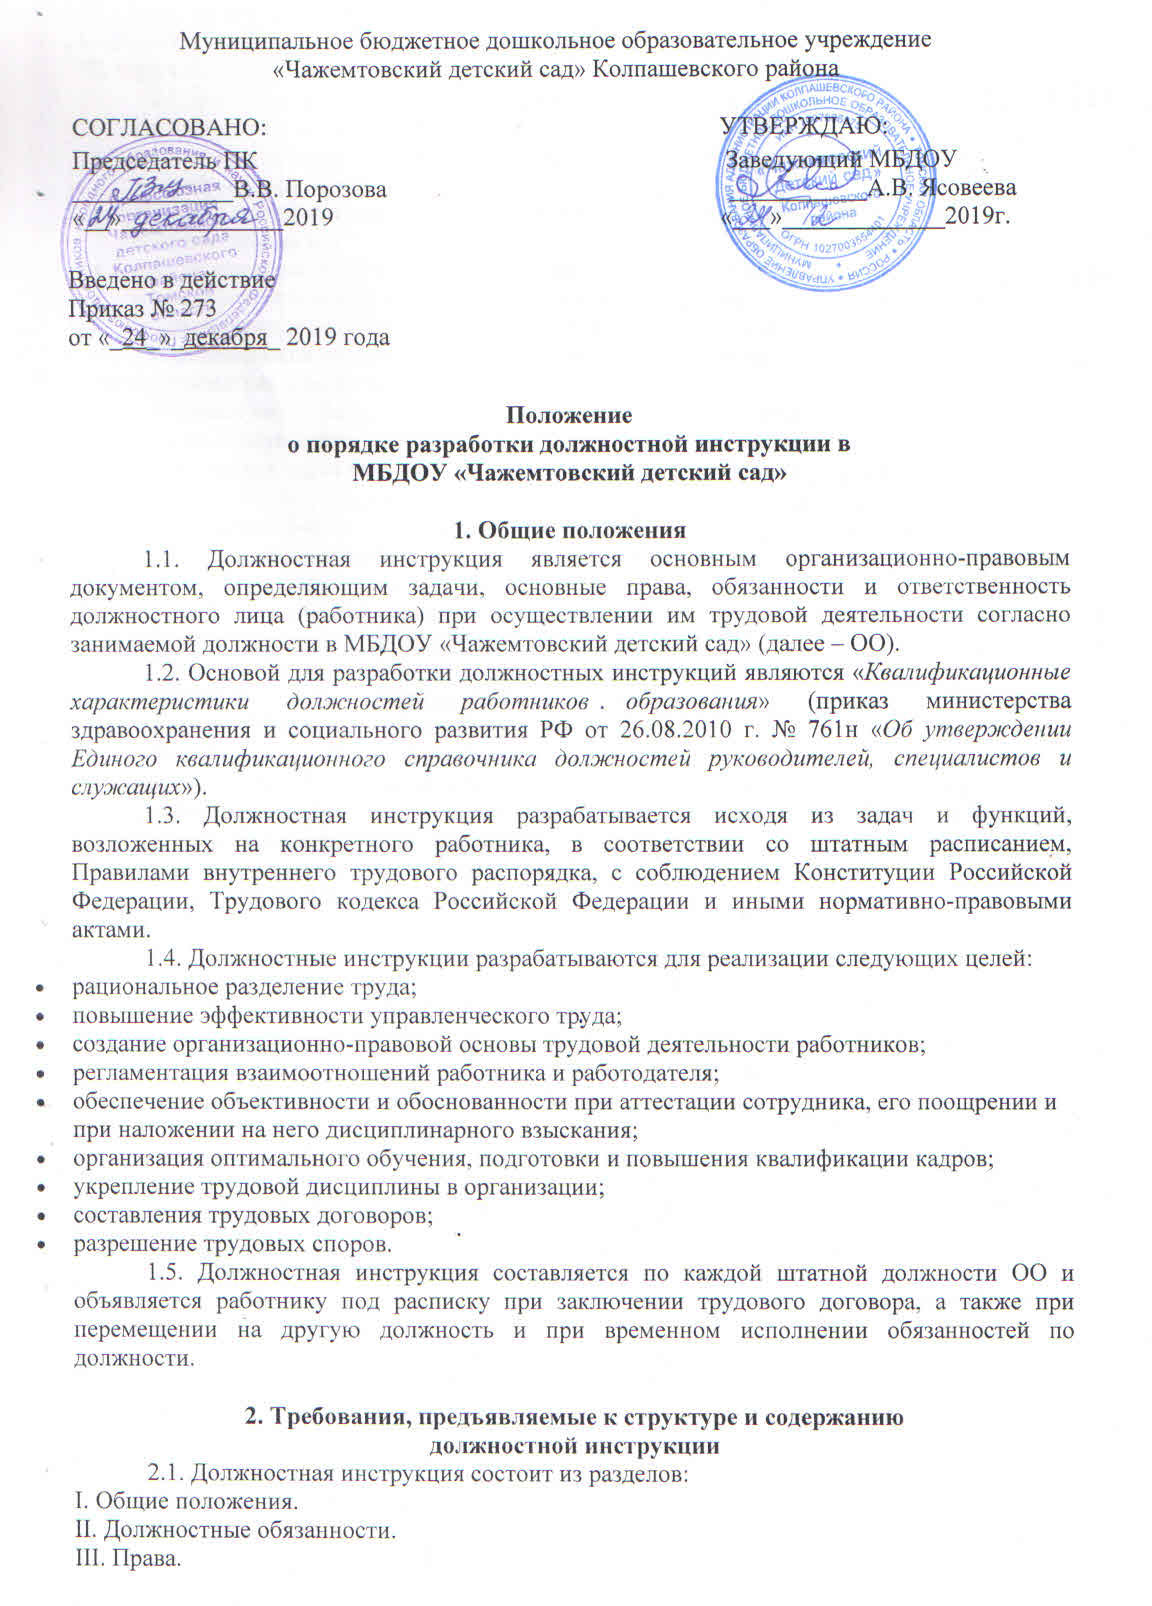 Муниципальное бюджетное дошкольное образовательное учреждение
«Чажемтовский детский сад» Колпашевского района
СОГЛАСОВАНО:
Председатель ПК
В.В. Порозова
«24» декабря 2019
УТВЕРЖДАЮ:
Заведующий МБДОУ
А.В. Ясовеева
«24» 12 2019г.
детского сада
Колпашевского
детский сад»
Колпашевского
района
ОГРН 1027003554401
Введено в действие
Приказ № 273
от «_24_»_декабря_ 2019 года
Положение
о порядке разработки должностной инструкции в
МБДОУ «Чажемтовский детский сад»
1. Общие положения
1.1. Должностная инструкция является основным организационно-правовым
документом, определяющим задачи, основные права, обязанности и ответственность
должностного лица (работника) при осуществлении им трудовой деятельности согласно
занимаемой должности в МБДОУ «Чажемтовский детский сад» (далее – ОО).
1.2. Основой для разработки должностных инструкций являются «Квалификационные
характеристики должностей работников образования» (приказ министерства
здравоохранения и социального развития РФ от 26.08.2010 г. № 761н «Об утверждении
Единого квалификационного справочника должностей руководителей, специалистов и
служащих»).
1.3. Должностная инструкция разрабатывается исходя из задач и функций,
возложенных на конкретного работника, в соответствии со штатным расписанием,
Правилами внутреннего трудового распорядка, с соблюдением Конституции Российской
Федерации, Трудового кодекса Российской Федерации и иными нормативно-правовыми
актами.
1.4. Должностные инструкции разрабатываются для реализации следующих целей:
• рациональное разделение труда;
• повышение эффективности управленческого труда;
• создание организационно-правовой основы трудовой деятельности работников;
• регламентация взаимоотношений работника и работодателя;
• обеспечение объективности и обоснованности при аттестации сотрудника, его поощрении и
при наложении на него дисциплинарного взыскания;
• организация оптимального обучения, подготовки и повышения квалификации кадров;
• укрепление трудовой дисциплины в организации;
• составления трудовых договоров;
• разрешение трудовых споров.
1.5. Должностная инструкция составляется по каждой штатной должности ОО и
объявляется работнику под расписку при заключении трудового договора, а также при
перемещении на другую должность и при временном исполнении обязанностей по
должности.
2. Требования, предъявляемые к структуре и содержанию
должностной инструкции
2.1. Должностная инструкция состоит из разделов:
I. Общие положения.
II. Должностные обязанности.
III. Права.